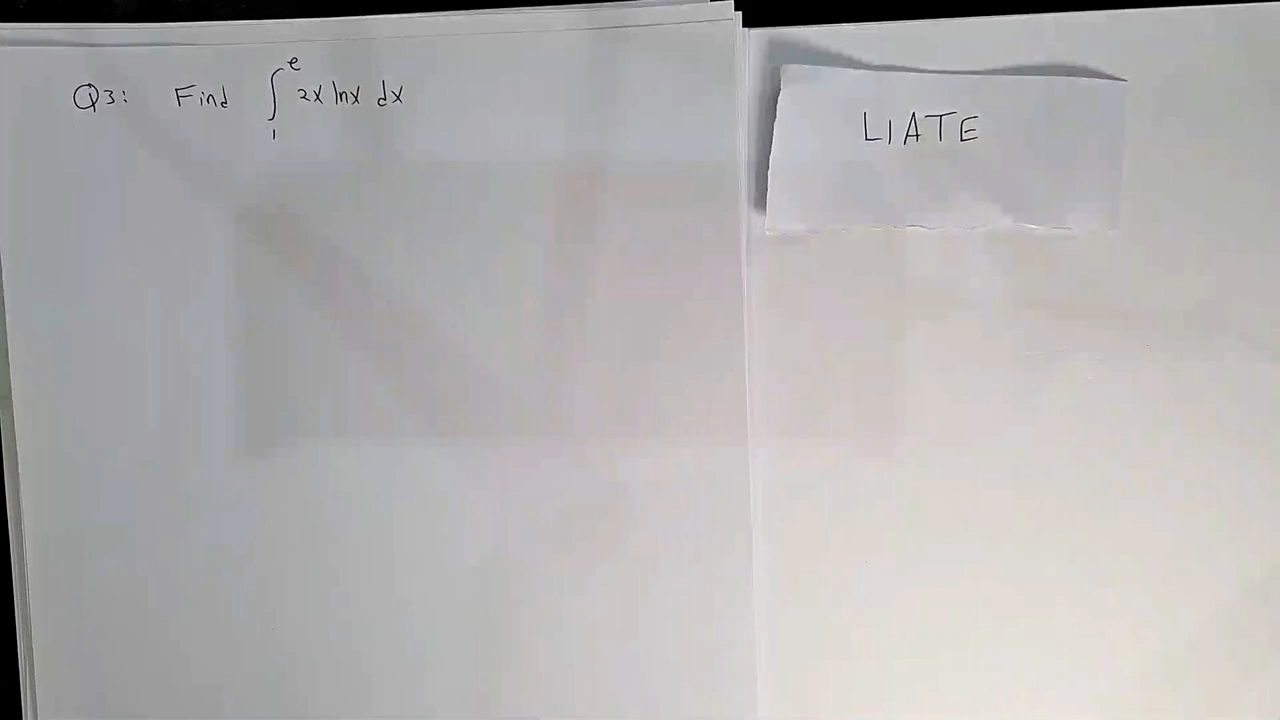 Q3: Find ∫₁ᵉ 2x lnx dx
LIATE